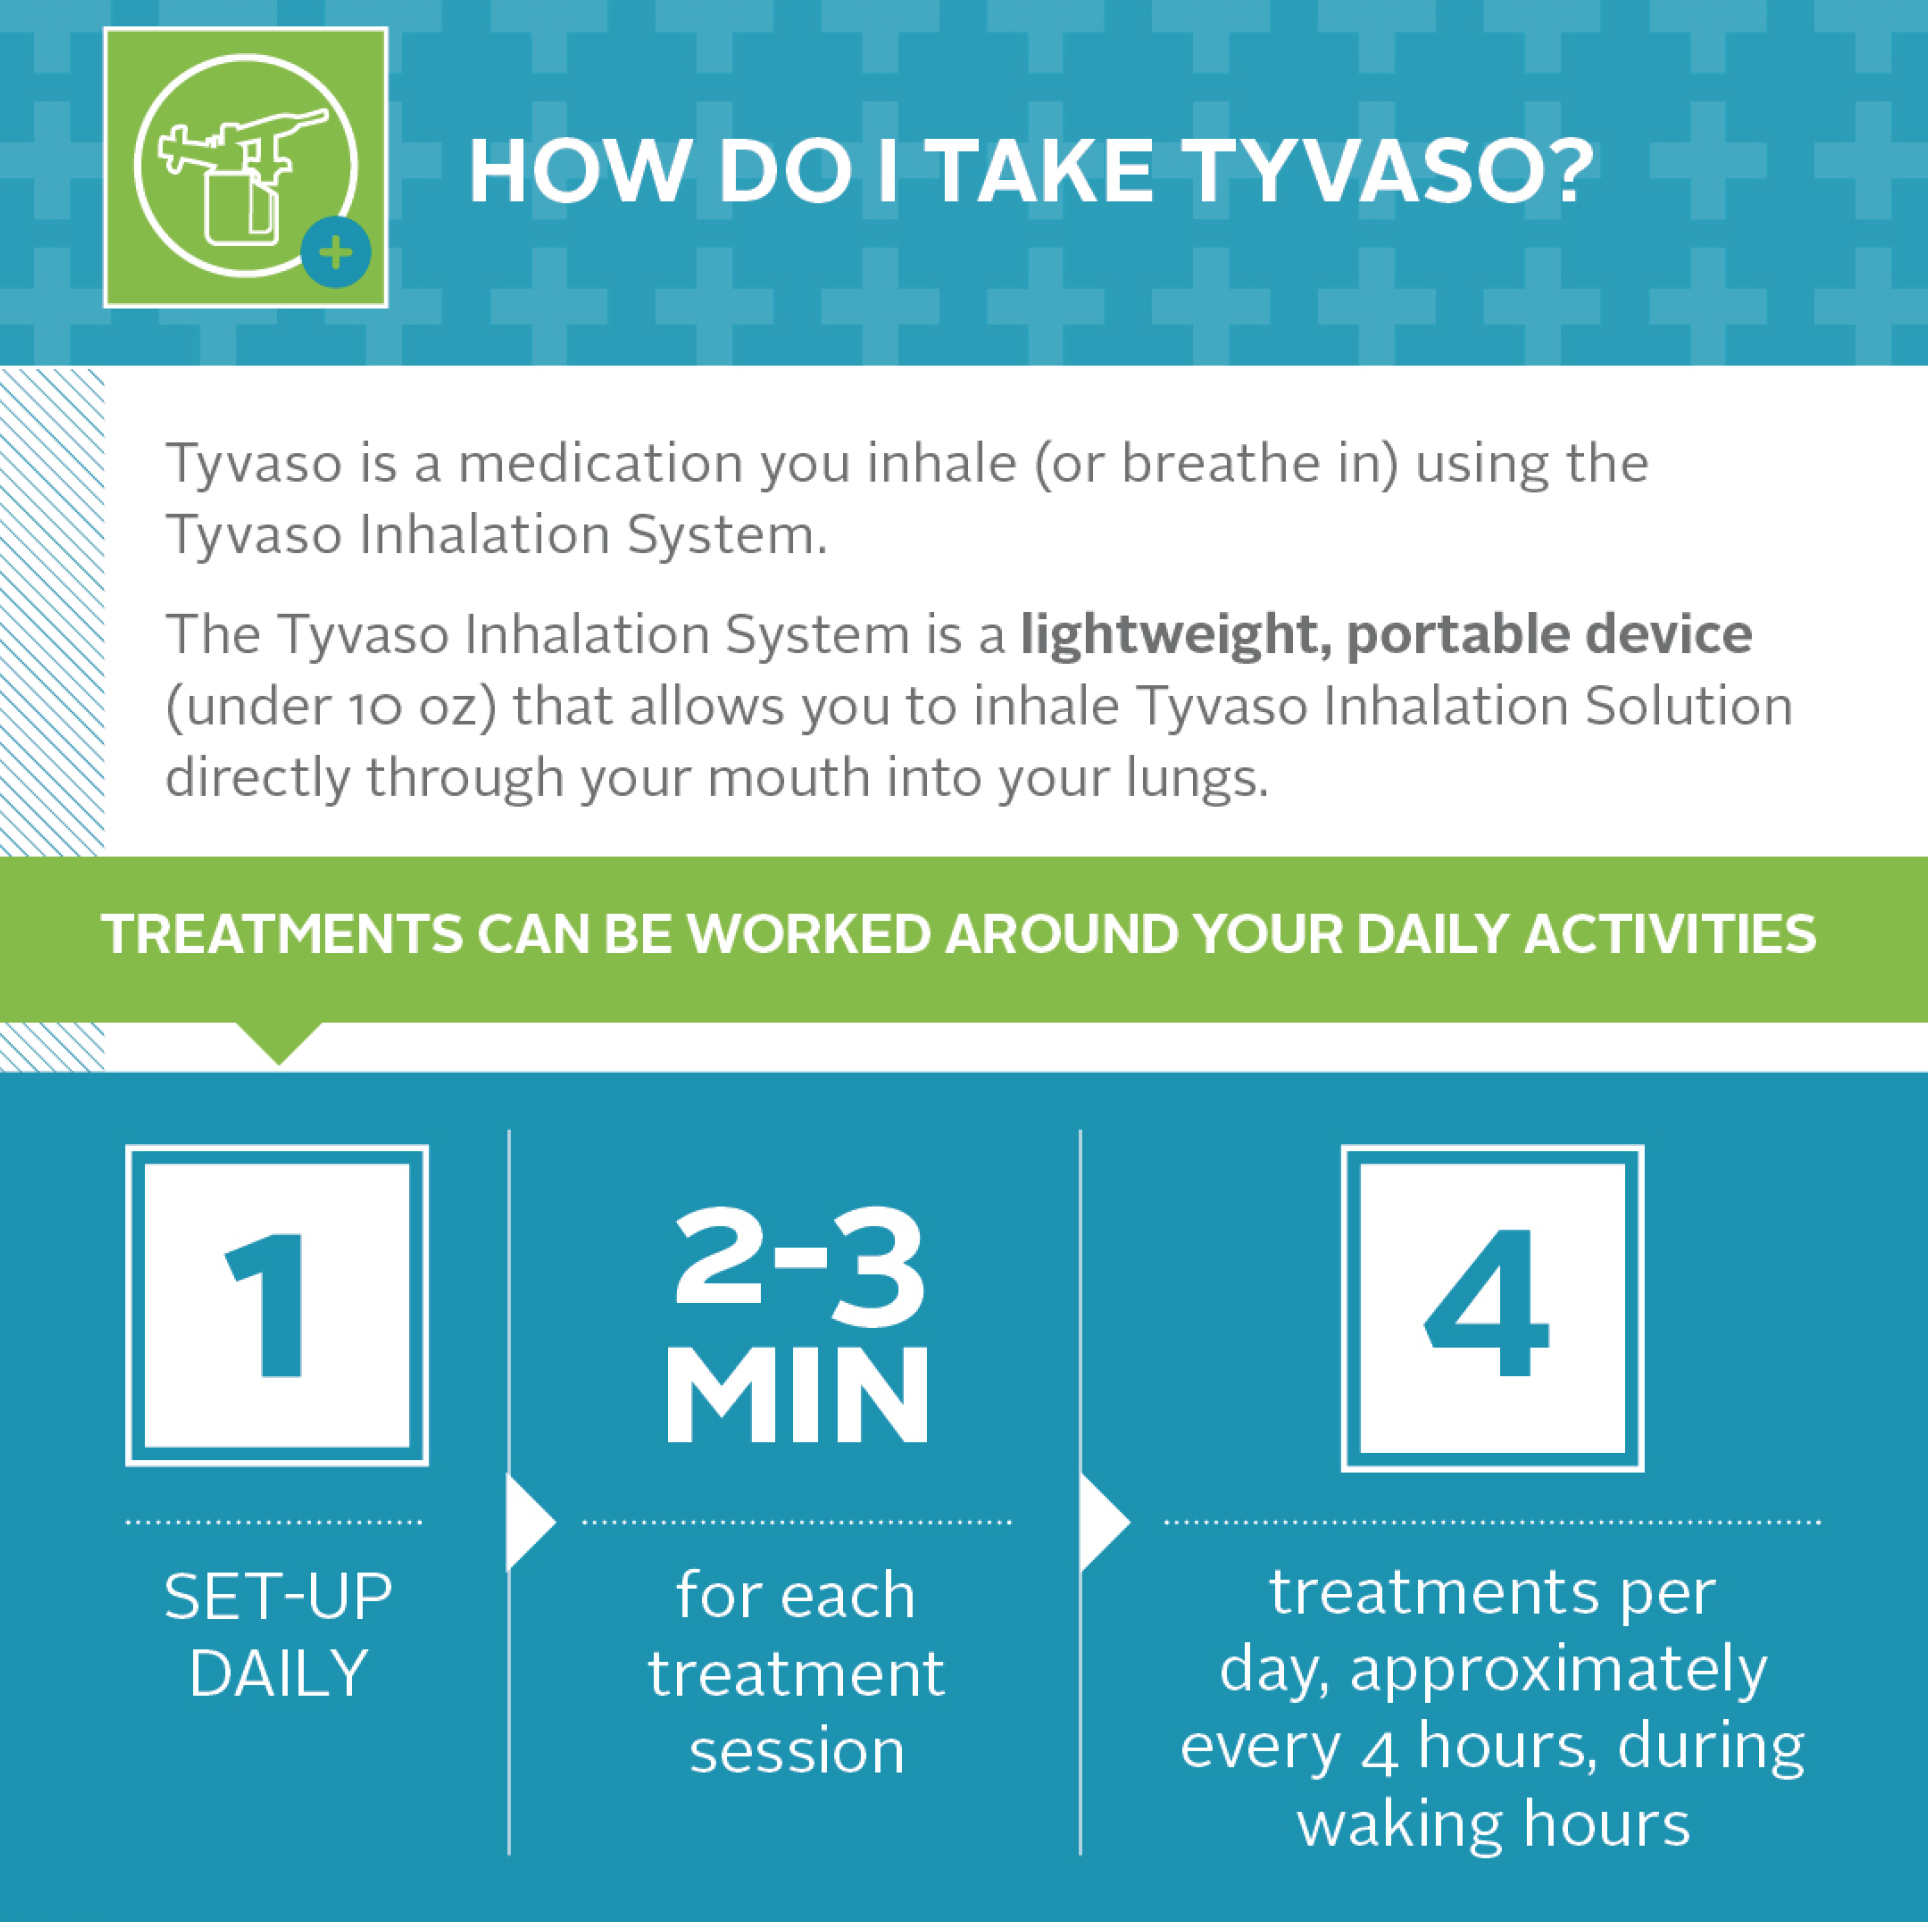 HOW DO I TAKE TYVASO?
Tyvaso is a medication you inhale (or breathe in) using the
Tyvaso Inhalation System.
The Tyvaso Inhalation System is a lightweight, portable device
(under 10 oz) that allows you to inhale Tyvaso Inhalation Solution
directly through your mouth into your lungs.
TREATMENTS CAN BE WORKED AROUND YOUR DAILY ACTIVITIES
1
SET-UP
DAILY
2-3
MIN
for each
treatment
session
4
treatments per
day, approximately
every 4 hours, during
waking hours